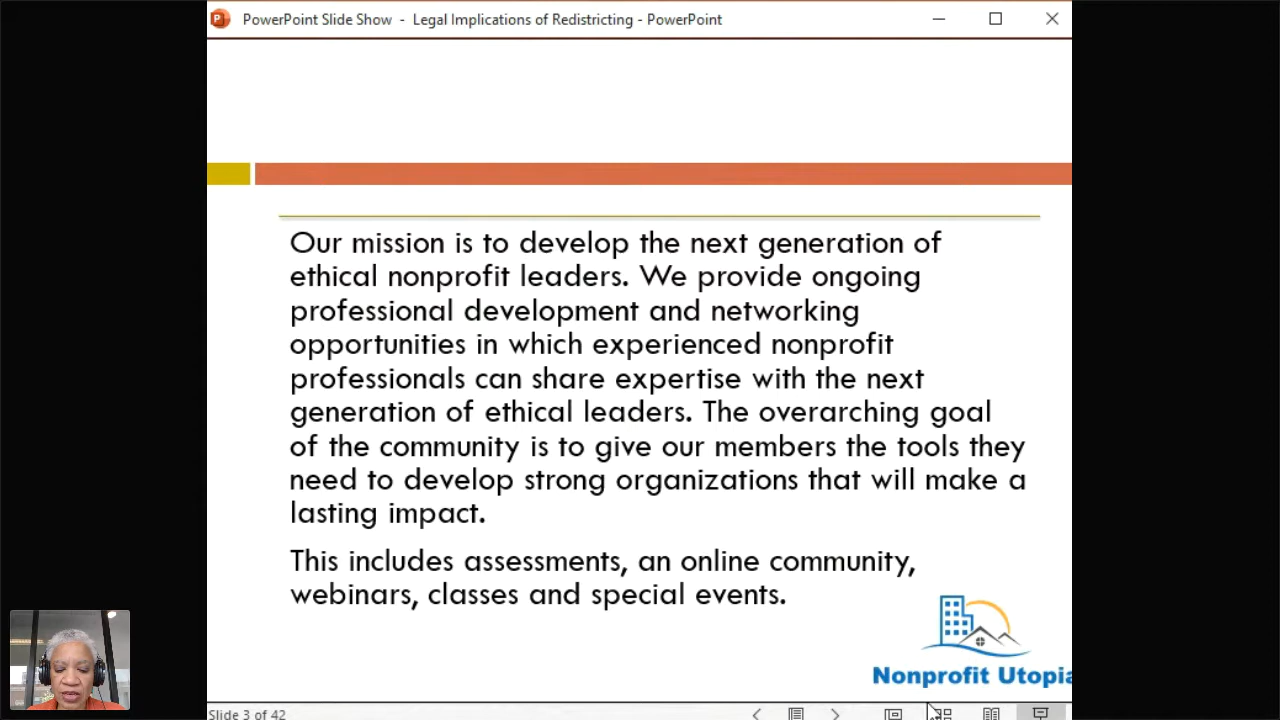 PowerPoint Slide Show - Legal Implications of Redistricting - PowerPoint
Our mission is to develop the next generation of
ethical nonprofit leaders. We provide ongoing
professional development and networking
opportunities in which experienced nonprofit
professionals can share expertise with the next
generation of ethical leaders. The overarching goal
of the community is to give our members the tools they
need to develop strong organizations that will make a
lasting impact.
This includes assessments, an online community,
webinars, classes and special events.
Nonprofit Utopia
Slide 3 of 42